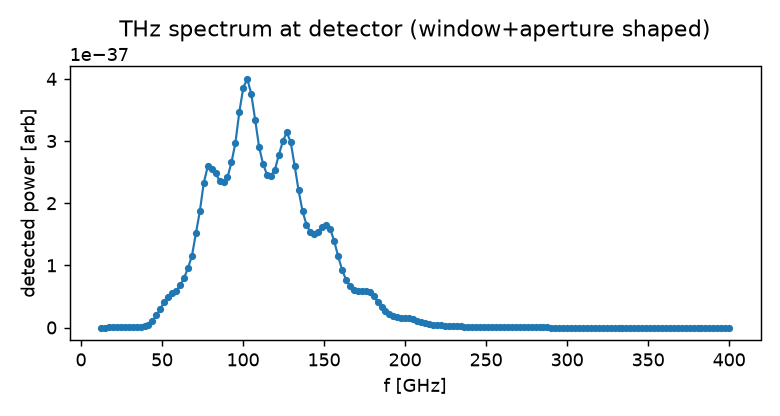 THz spectrum at detector (window+aperture shaped)
1e−37
detected power [arb]
4
3
2
1
0
0 50 100 150 200 250 300 350 400
f [GHz]